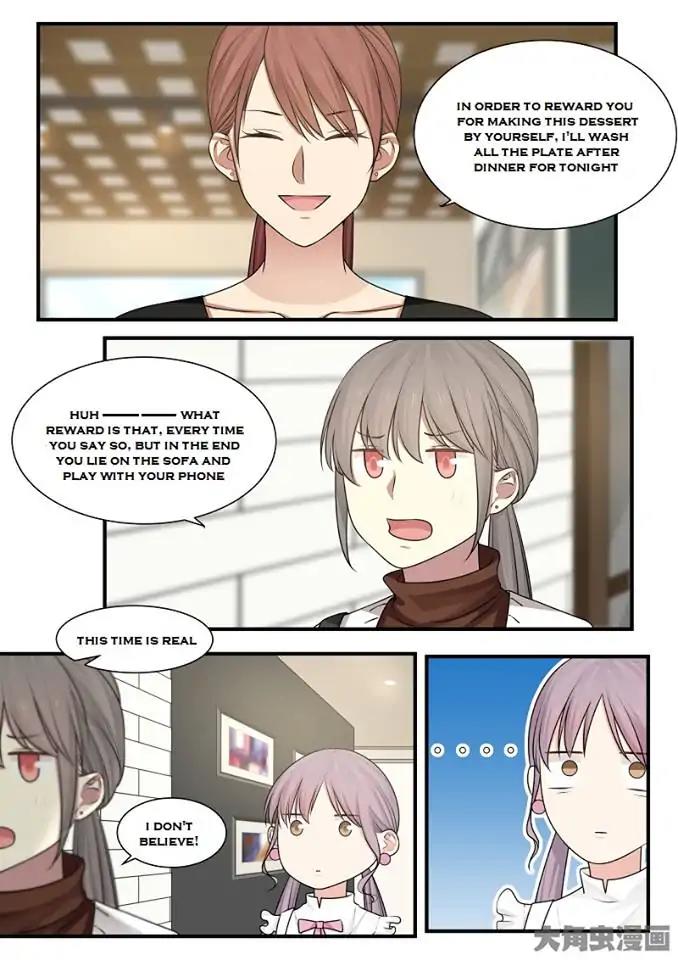 IN ORDER TO REWARD YOU
FOR MAKING THIS DESSERT
BY YOURSELF, I'LL WASH
ALL THE PLATE AFTER
DINNER FOR TONIGHT
HUH —— —— WHAT
REWARD IS THAT, EVERY TIME
YOU SAY SO, BUT IN THE END
YOU LIE ON THE SOFA AND
PLAY WITH YOUR PHONE
THIS TIME IS REAL
I DON'T
BELIEVE!
。。。。
大角虫漫画